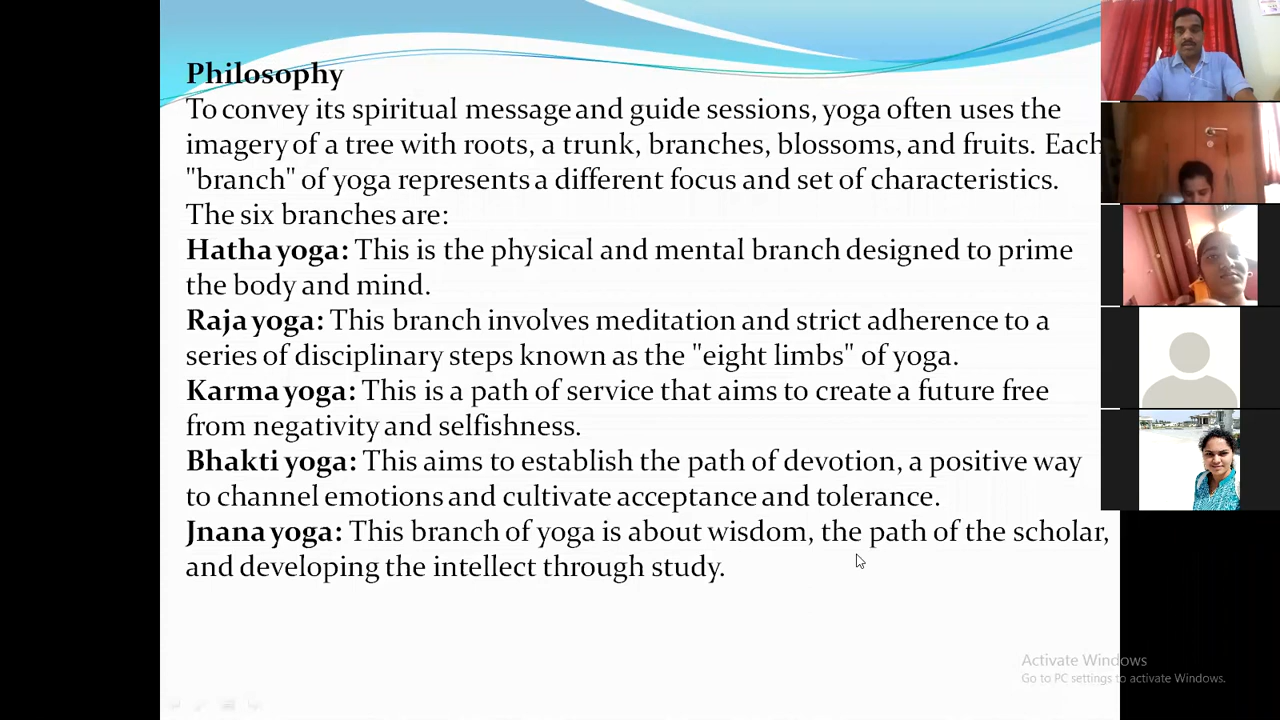 Philosophy
To convey its spiritual message and guide sessions, yoga often uses the
imagery of a tree with roots, a trunk, branches, blossoms, and fruits. Each
"branch" of yoga represents a different focus and set of characteristics.
The six branches are:
Hatha yoga: This is the physical and mental branch designed to prime
the body and mind.
Raja yoga: This branch involves meditation and strict adherence to a
series of disciplinary steps known as the "eight limbs" of yoga.
Karma yoga: This is a path of service that aims to create a future free
from negativity and selfishness.
Bhakti yoga: This aims to establish the path of devotion, a positive way
to channel emotions and cultivate acceptance and tolerance.
Jnana yoga: This branch of yoga is about wisdom, the path of the scholar,
and developing the intellect through study.
Activate Windows
Go to PC settings to activate Windows.